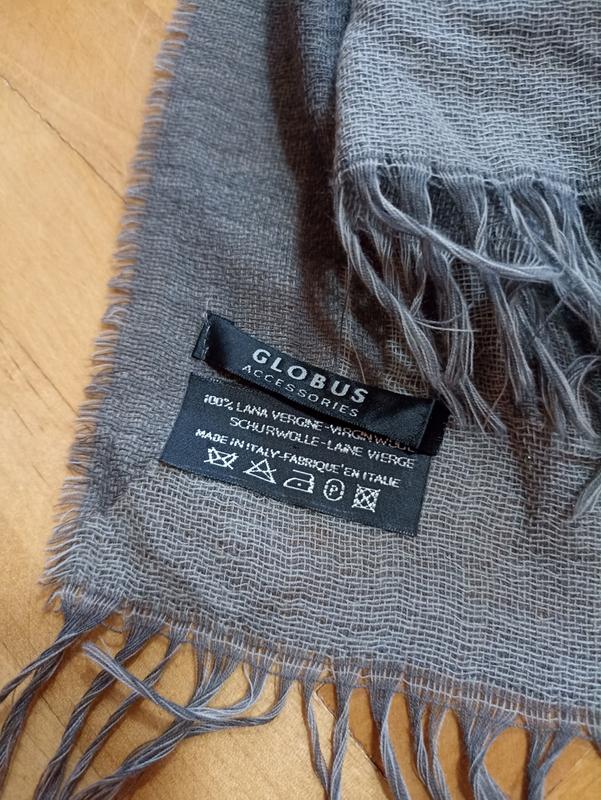 GLOBUS
ACCESSORIES
100% LANA VERGINE-VIRGIN WOOL
SCHURWOLLE-LAINE VIERGE
MADE IN ITALY-FABRIQUE'EN ITALIE
P